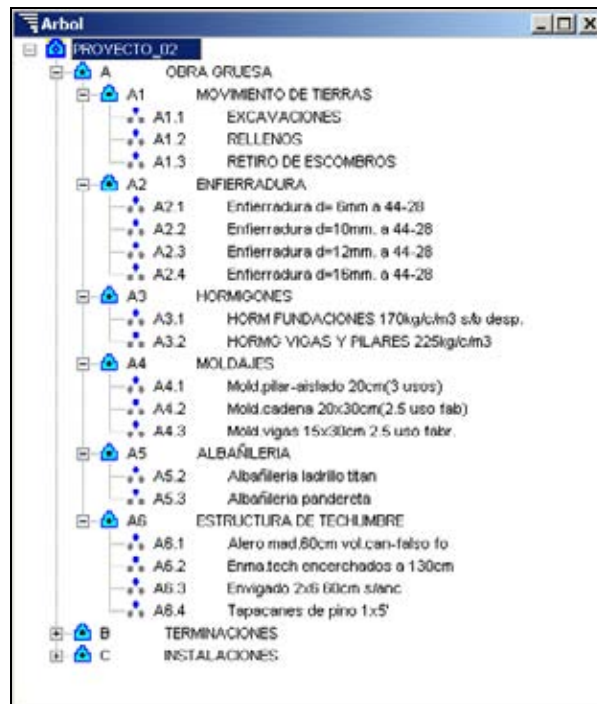 Arbol
PROYECTO_02
A OBRA GRUESA
A1 MOVIMIENTO DE TIERRAS
A1.1 EXCAVACIONES
A1.2 RELLENOS
A1.3 RETIRO DE ESCOMBROS
A2 ENFIERRADURA
A2.1 Enfierradura d= 6mm a 44-28
A2.2 Enfierradura d=10mm. a 44-28
A2.3 Enfierradura d=12mm. a 44-28
A2.4 Enfierradura d=16mm. a 44-28
A3 HORMIGONES
A3.1 HORM FUNDACIONES 170kg/c/m3 s/b desp.
A3.2 HORMG VIGAS Y PILARES 225kg/c/m3
A4 MOLDAJES
A4.1 Mold.pilar-aislado 20cm(3 usos)
A4.2 Mold.cadena 20x30cm(2.5 uso fab)
A4.3 Mold.vigas 15x30cm 2.5 uso fabr.
A5 ALBAÑILERIA
A5.2 Albañileria ladrillo titan
A5.3 Albañileria pandereta
A6 ESTRUCTURA DE TECHUMBRE
A6.1 Alero mad.60cm vol.can-falso fo
A6.2 Enma.tech encerchados a 130cm
A6.3 Envigado 2x6 60cm s/anc
A6.4 Tapacanes de pino 1x5'
B TERMINACIONES
C INSTALACIONES